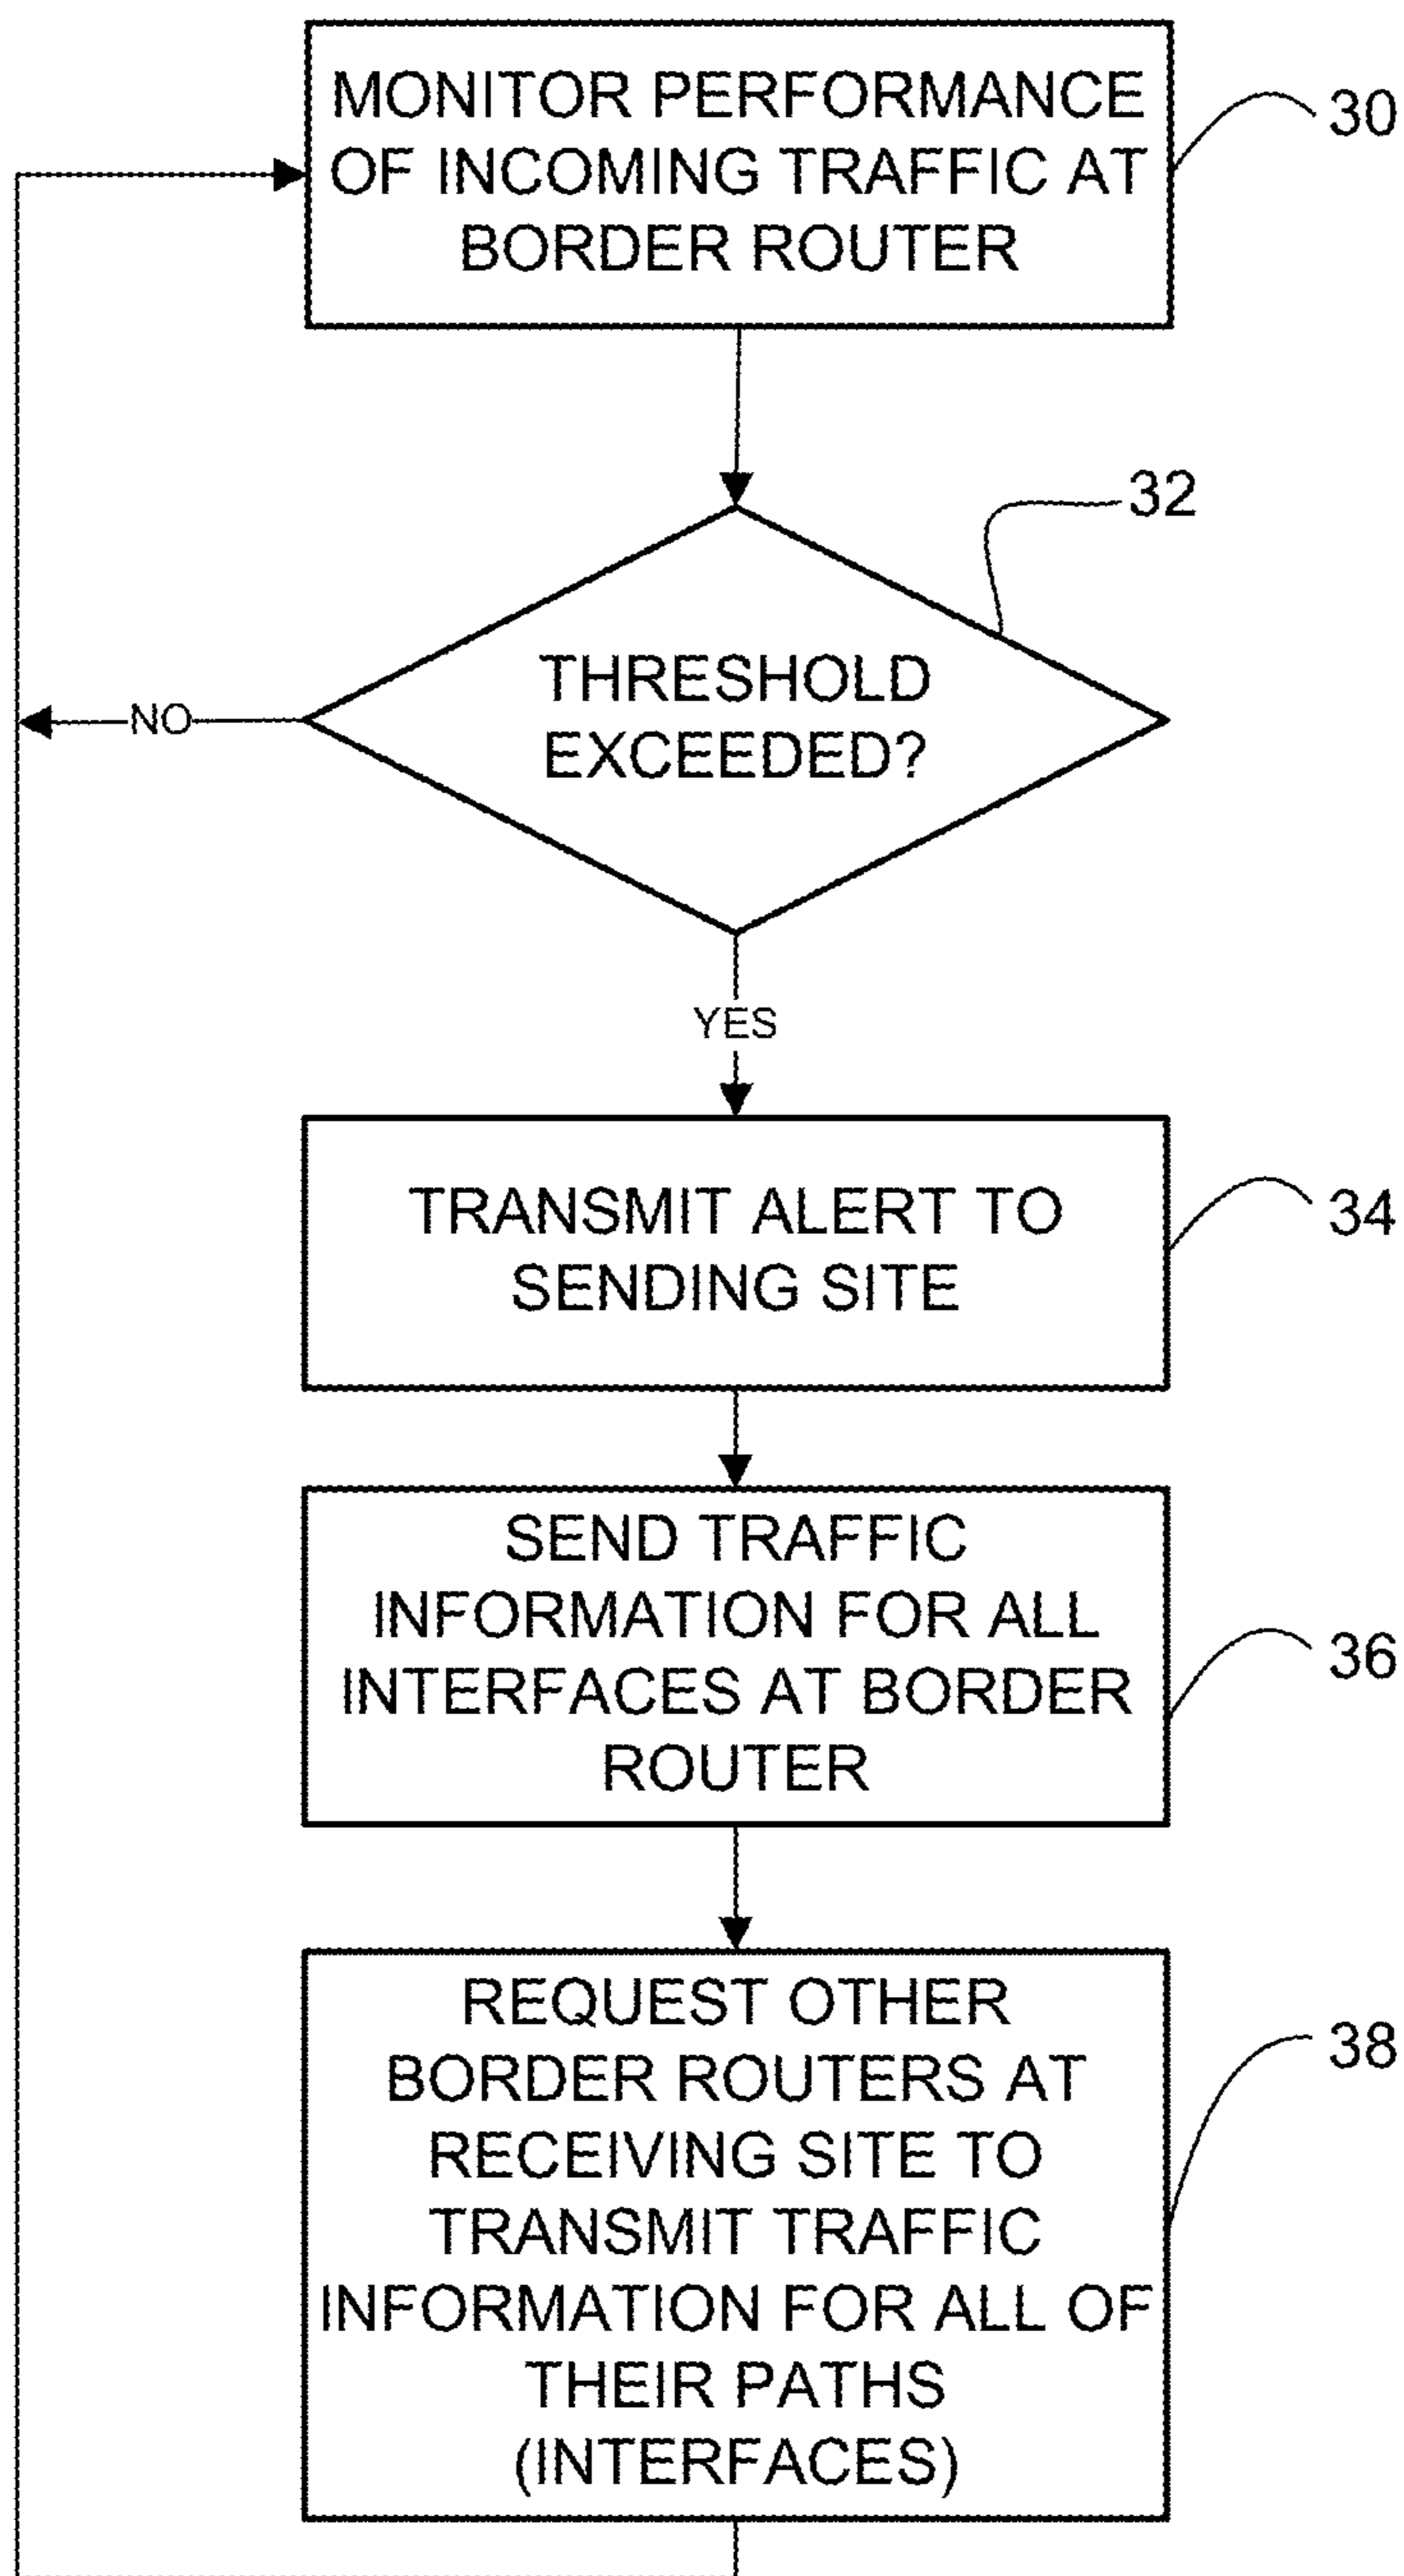 MONITOR PERFORMANCE
OF INCOMING TRAFFIC AT
BORDER ROUTER
30
32
THRESHOLD
EXCEEDED?
NO
YES
TRANSMIT ALERT TO
SENDING SITE
34
SEND TRAFFIC
INFORMATION FOR ALL
INTERFACES AT BORDER
ROUTER
36
REQUEST OTHER
BORDER ROUTERS AT
RECEIVING SITE TO
TRANSMIT TRAFFIC
INFORMATION FOR ALL OF
THEIR PATHS
(INTERFACES)
38